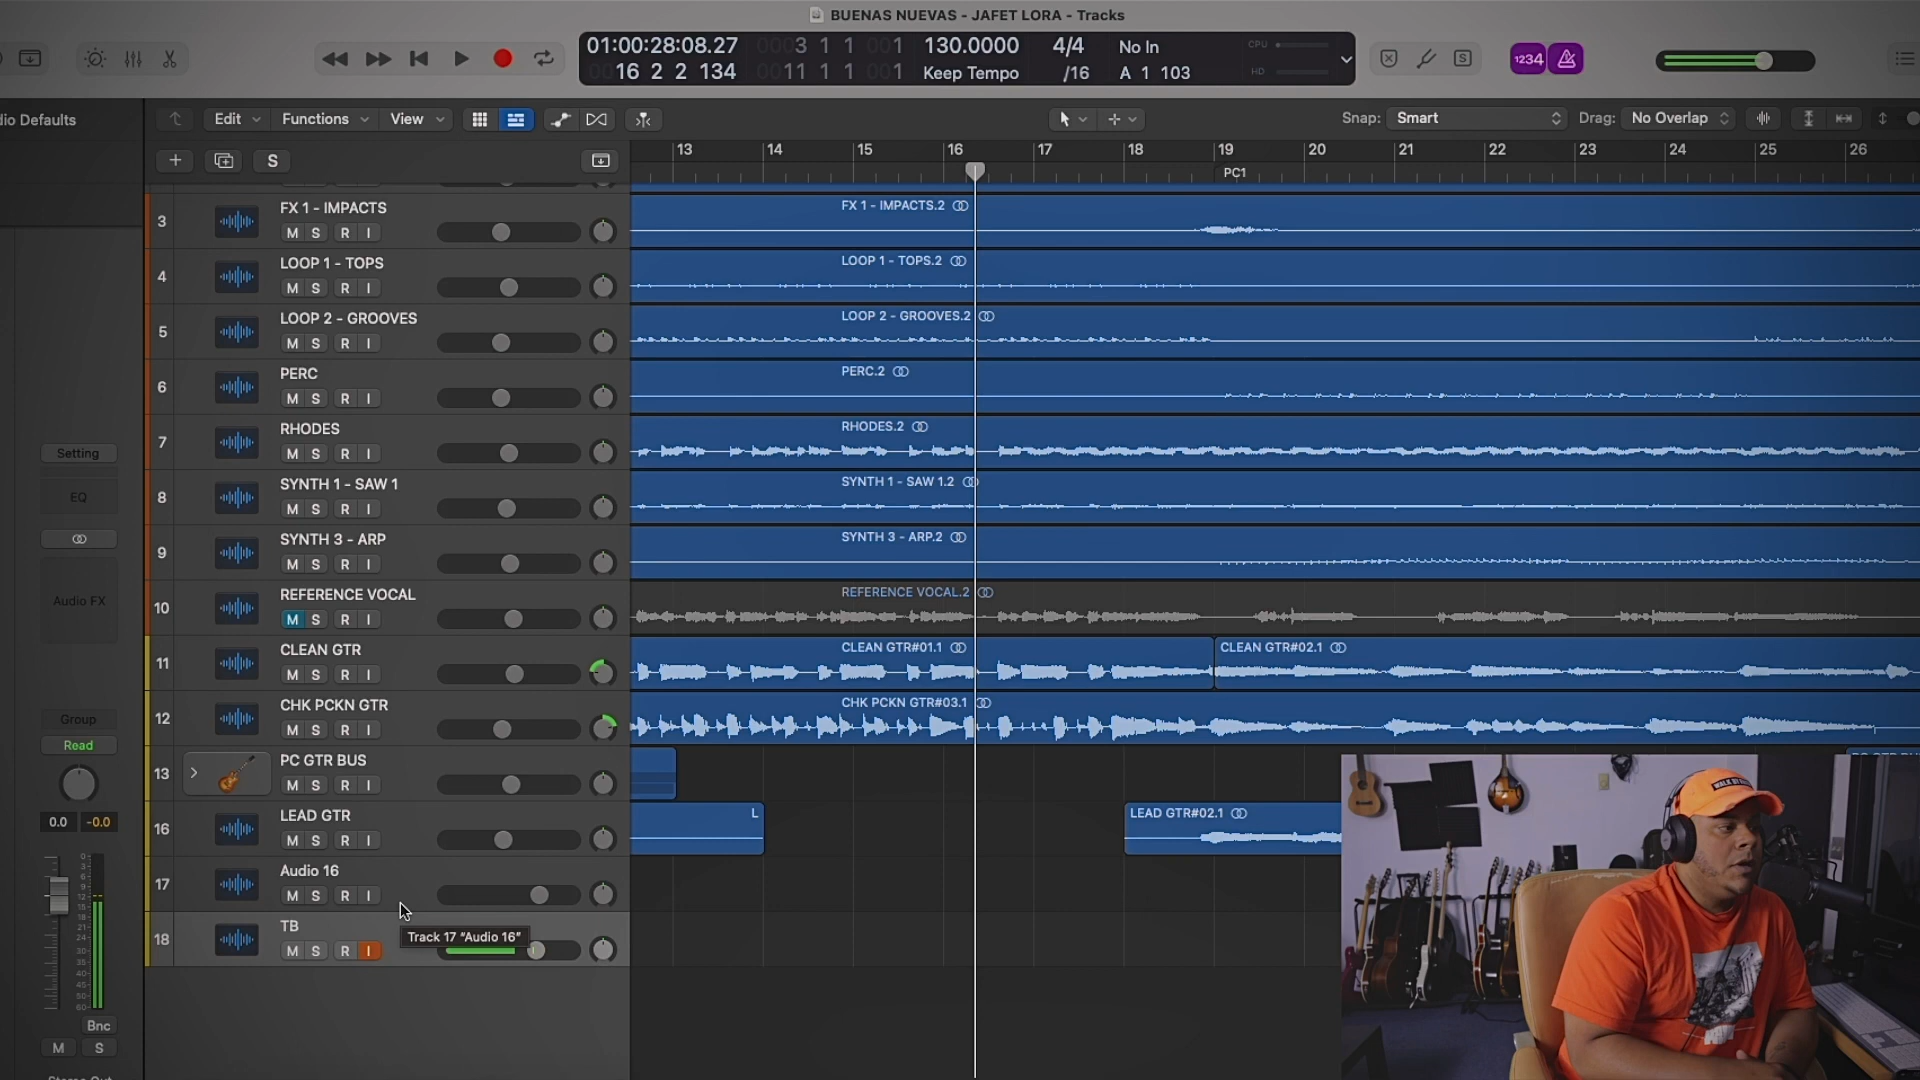 BUENAS NUEVAS - JAFET LORA - Tracks
01:00:28:08.27
16 2 2 134
0003 1 1 001
0011 1 1 001
130.0000
Keep Tempo
4/4
/16
No In
A 1 103
CPU
HD
S
1234
io Defaults
Edit
Functions
View
Snap: Smart
Drag: No Overlap
+
S
13 14 15 16 17 18 19 20 21 22 23 24 25 26
PC1
3 FX 1 - IMPACTS
M S R I
FX 1 - IMPACTS.2
4 LOOP 1 - TOPS
M S R I
LOOP 1 - TOPS.2
5 LOOP 2 - GROOVES
M S R I
LOOP 2 - GROOVES.2
6 PERC
M S R I
PERC.2
7 RHODES
M S R I
RHODES.2
8 SYNTH 1 - SAW 1
M S R I
SYNTH 1 - SAW 1.2
9 SYNTH 3 - ARP
M S R I
SYNTH 3 - ARP.2
10 REFERENCE VOCAL
M S R I
REFERENCE VOCAL.2
11 CLEAN GTR
M S R I
CLEAN GTR#01.1
CLEAN GTR#02.1
12 CHK PCKN GTR
M S R I
CHK PCKN GTR#03.1
13 PC GTR BUS
M S R I
16 LEAD GTR
M S R I
L
LEAD GTR#02.1
17 Audio 16
M S R I
18 TB
M S R I
Track 17 "Audio 16"
Setting
EQ
Audio FX
Group
Read
0.0 -0.0
Bnc
M S